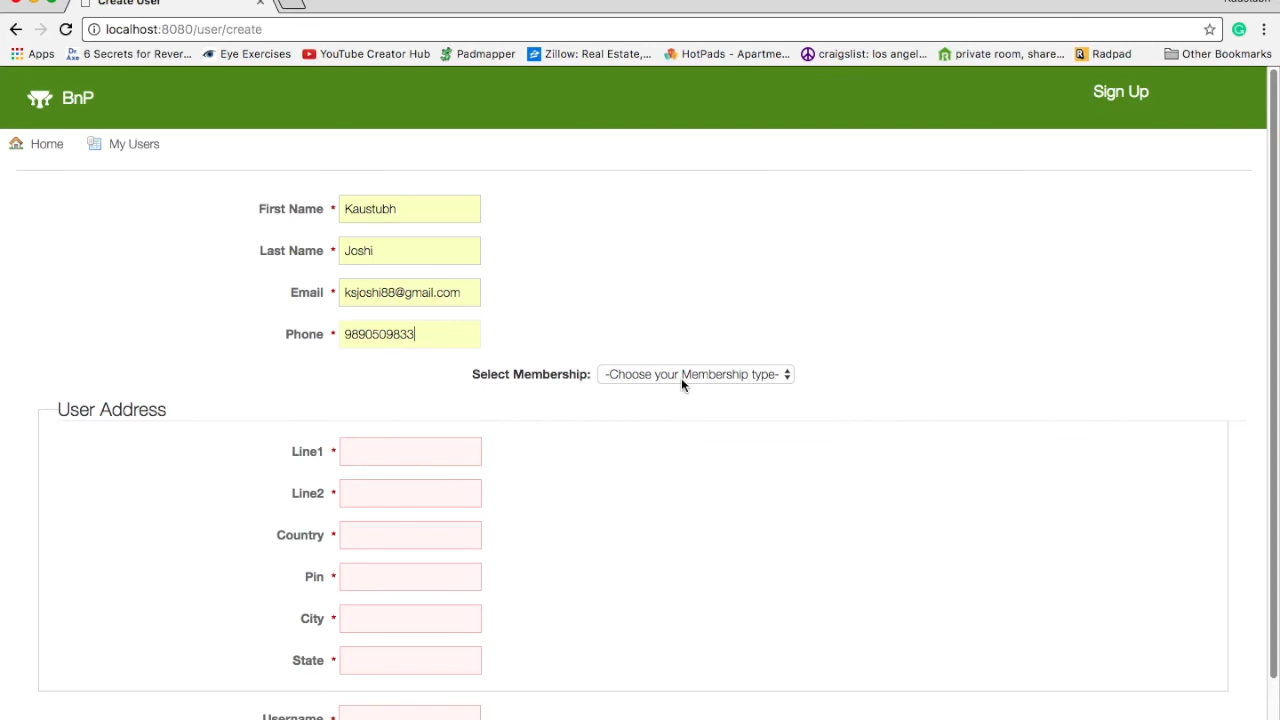 Create User
Kaustubh
localhost:8080/user/create
Apps
6 Secrets for Rever...
Eye Exercises
YouTube Creator Hub
Padmapper
Zillow: Real Estate,...
HotPads - Apartme...
craigslist: los angel...
private room, share...
Radpad
Other Bookmarks
BnP
Sign Up
Home
My Users
First Name * Kaustubh
Last Name * Joshi
Email * ksjoshi88@gmail.com
Phone * 9890509833
Select Membership: -Choose your Membership type-
User Address
Line1 *
Line2 *
Country *
Pin *
City *
State *
Username *